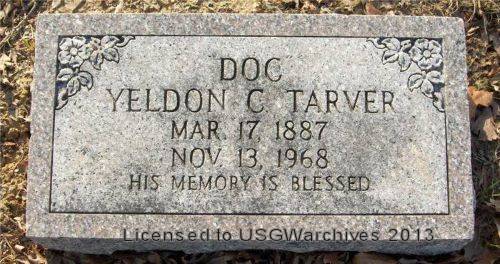 DOC
YELDON C TARVER
MAR. 17 1887
NOV. 13, 1968
HIS MEMORY IS BLESSED
Licensed to USGWarchives 2013